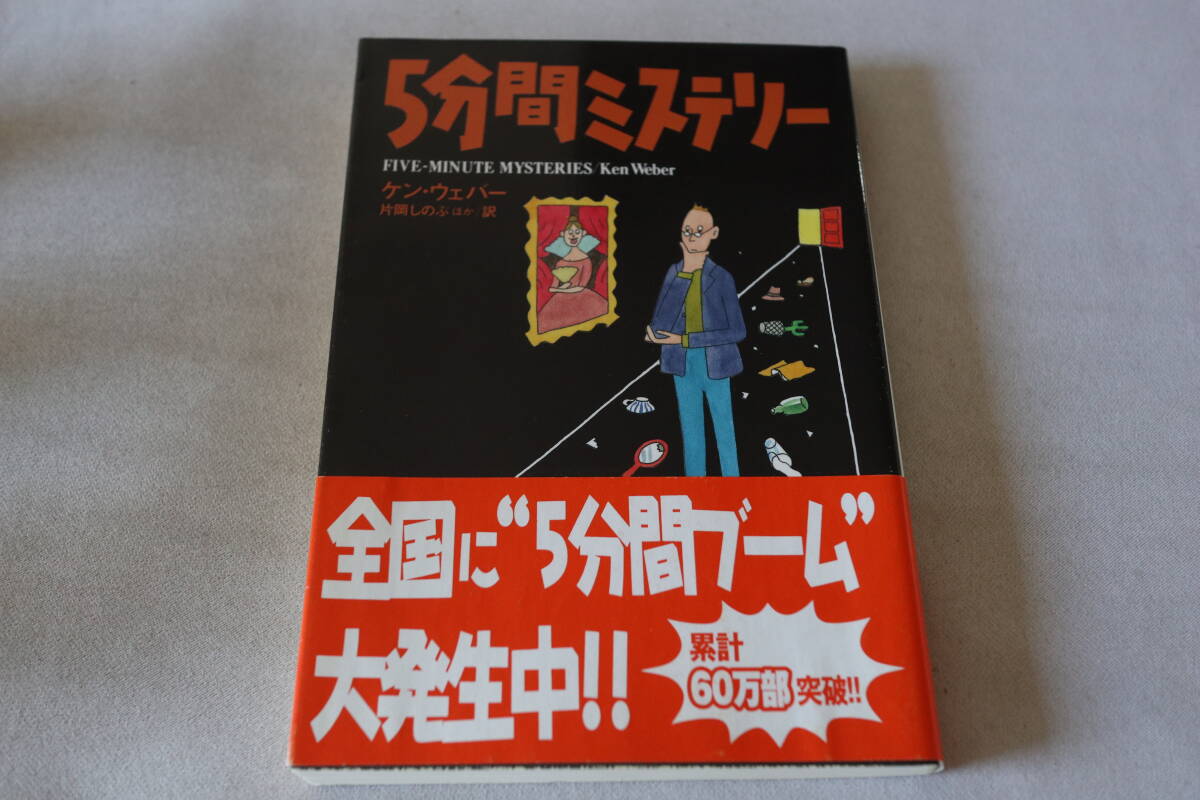 5分間ミステリー
FIVE-MINUTE MYSTERIES/Ken Weber
ケン・ウェバー
片岡しのぶ ほか/訳
全国に“5分間ブーム”
大発生中!!
累計
60万部 突破!!